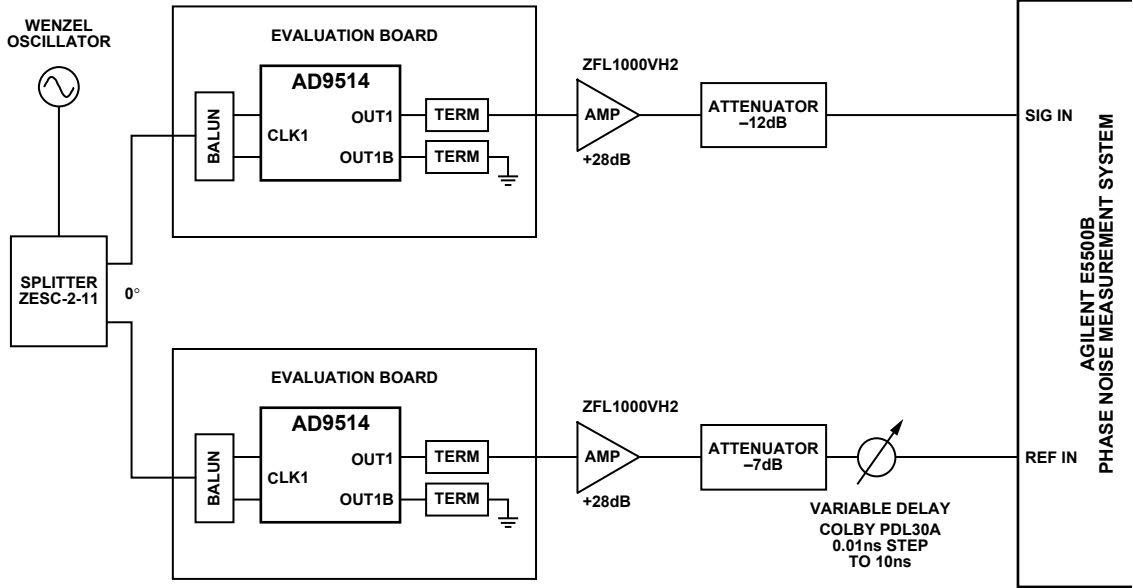 WENZEL
OSCILLATOR
SPLITTER
ZESC-2-11
0°
EVALUATION BOARD
BALUN
AD9514
CLK1
OUT1
OUT1B
TERM
TERM
ZFL1000VH2
AMP
+28dB
ATTENUATOR
–12dB
SIG IN
EVALUATION BOARD
BALUN
AD9514
CLK1
OUT1
OUT1B
TERM
TERM
ZFL1000VH2
AMP
+28dB
ATTENUATOR
–7dB
VARIABLE DELAY
COLBY PDL30A
0.01ns STEP
TO 10ns
REF IN
AGILENT E5500B
PHASE NOISE MEASUREMENT SYSTEM